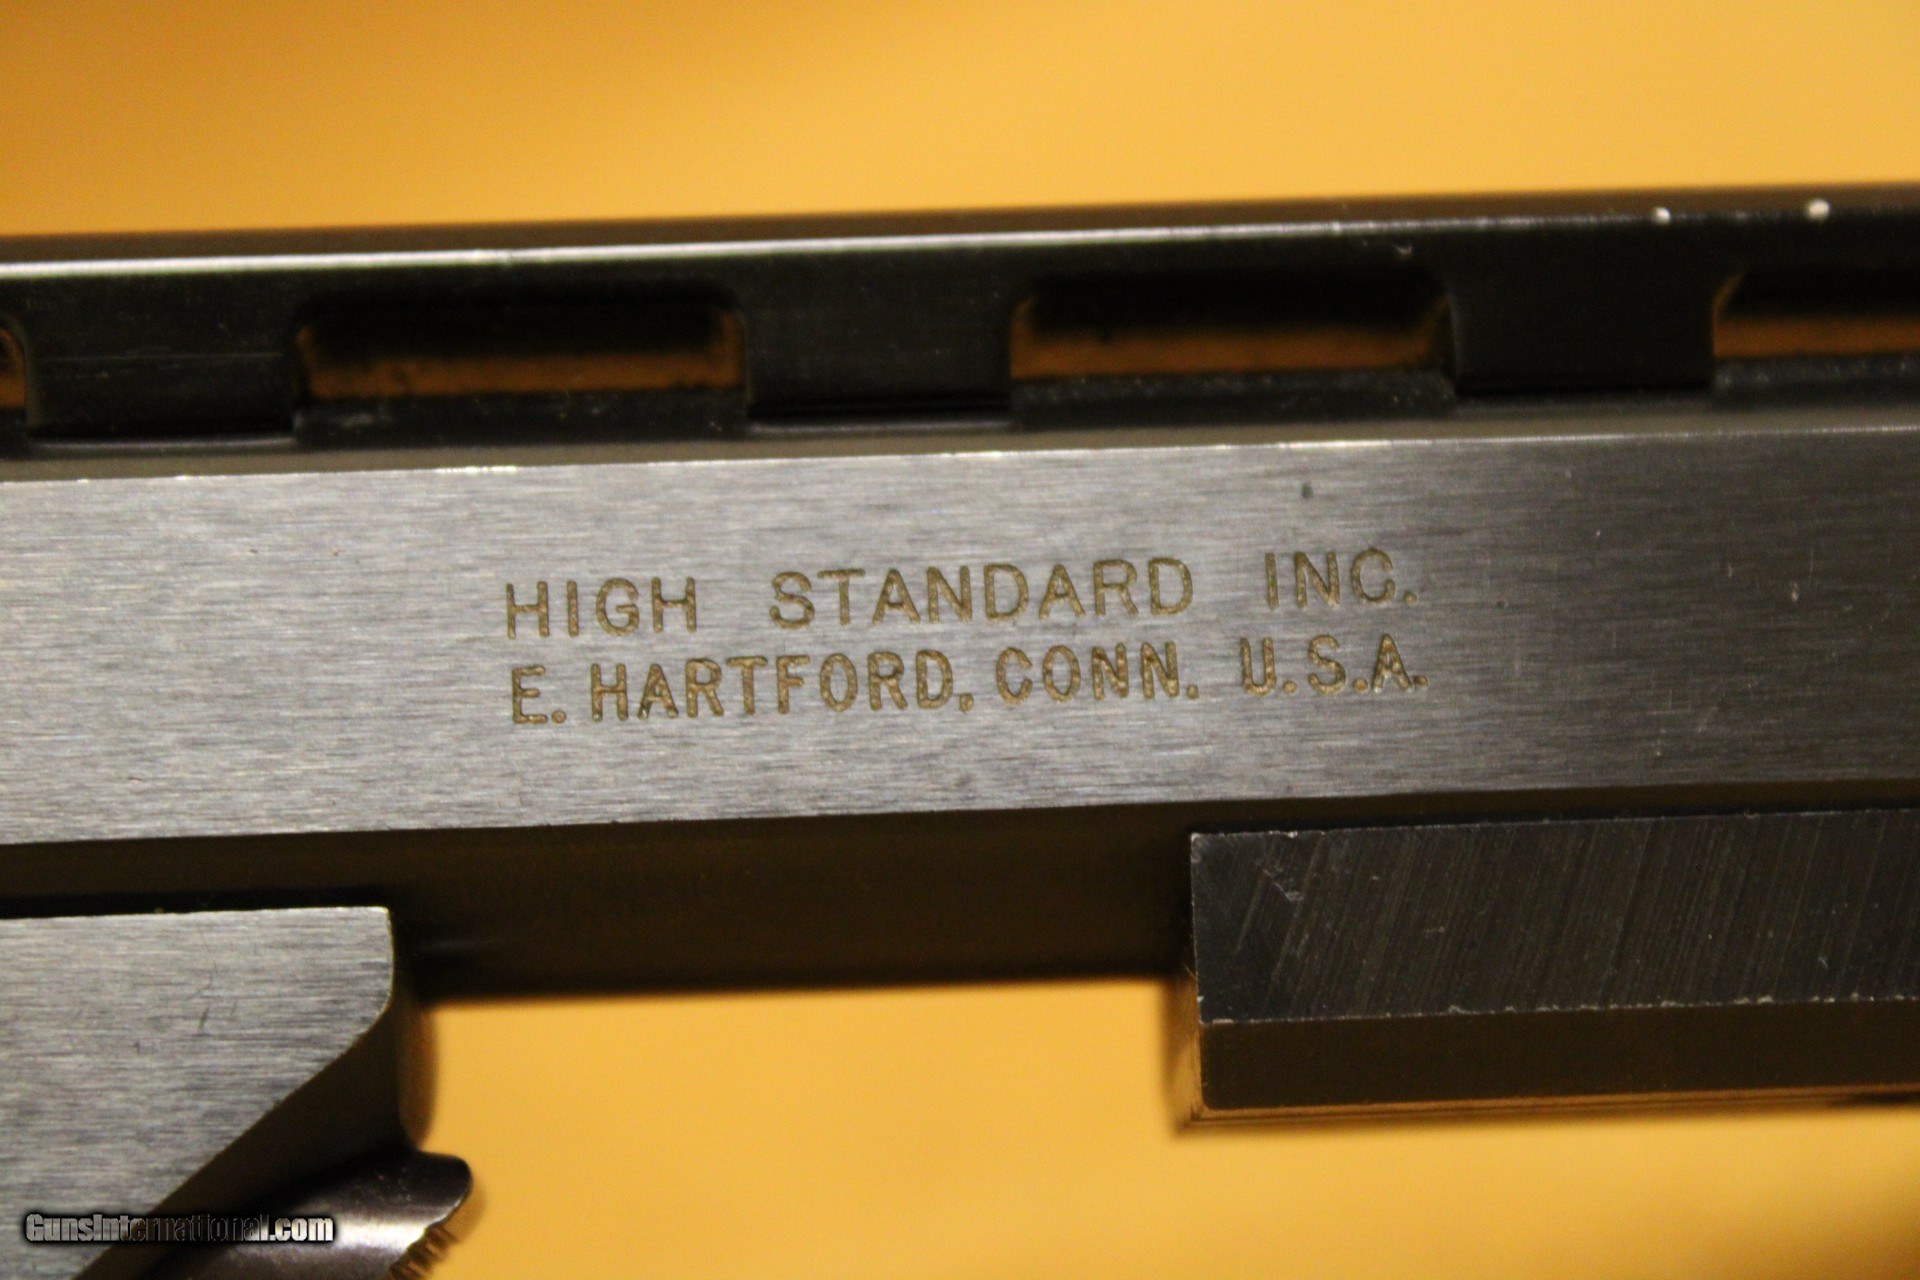 HIGH STANDARD INC.
E. HARTFORD, CONN. U.S.A.
GunsInternational.com